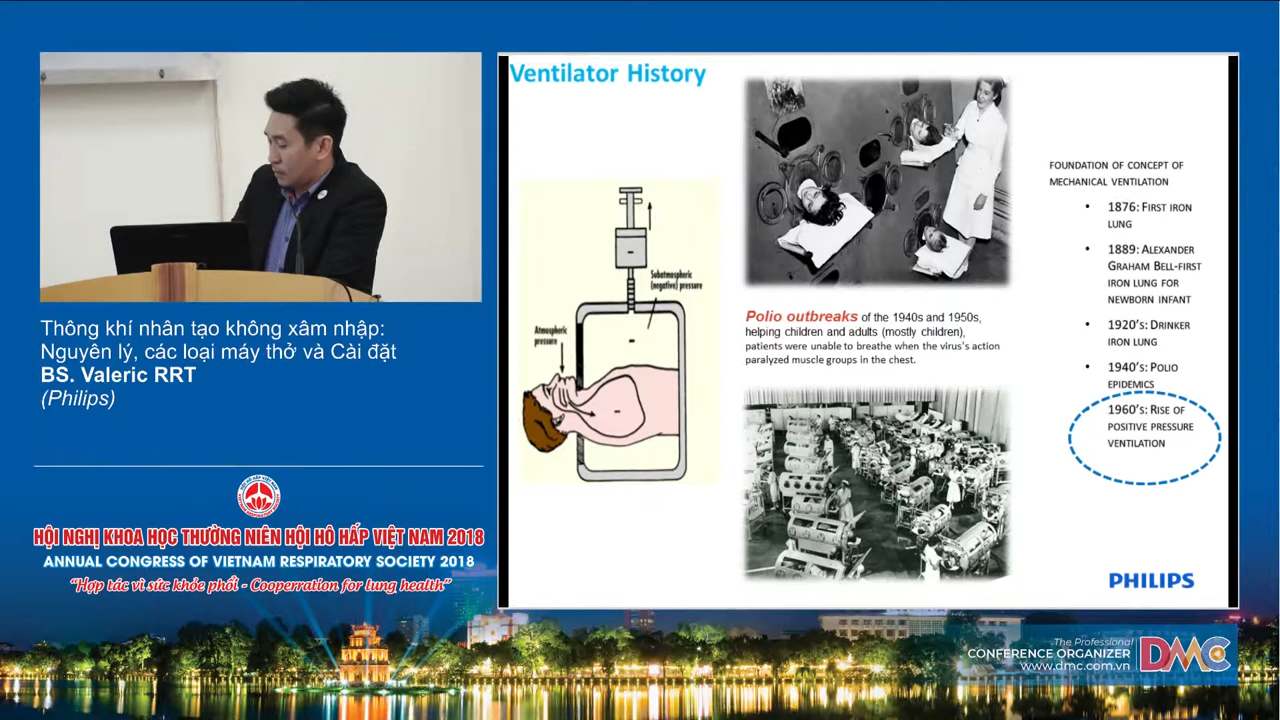 Thông khí nhân tạo không xâm nhập:
Nguyên lý, các loại máy thở và Cài đặt
BS. Valeric RRT
(Philips)
HỘI HÔ HẤP VIỆT NAM
HỘI NGHỊ KHOA HỌC THƯỜNG NIÊN HỘI HÔ HẤP VIỆT NAM 2018
ANNUAL CONGRESS OF VIETNAM RESPIRATORY SOCIETY 2018
"Hợp tác vì sức khỏe phổi - Cooperration for lung health"
Ventilator History
Subatmospheric
(negative) pressure
Atmospheric
pressure
Polio outbreaks of the 1940s and 1950s,
helping children and adults (mostly children),
patients were unable to breathe when the virus's action
paralyzed muscle groups in the chest.
FOUNDATION OF CONCEPT OF
MECHANICAL VENTILATION
• 1876: FIRST IRON
LUNG
• 1889: ALEXANDER
GRAHAM BELL-FIRST
IRON LUNG FOR
NEWBORN INFANT
• 1920'S: DRINKER
IRON LUNG
• 1940'S: POLIO
EPIDEMICS
1960'S: RISE OF
POSITIVE PRESSURE
VENTILATION
PHILIPS
The Professional
CONFERENCE ORGANIZER
www.dmc.com.vn
DMC